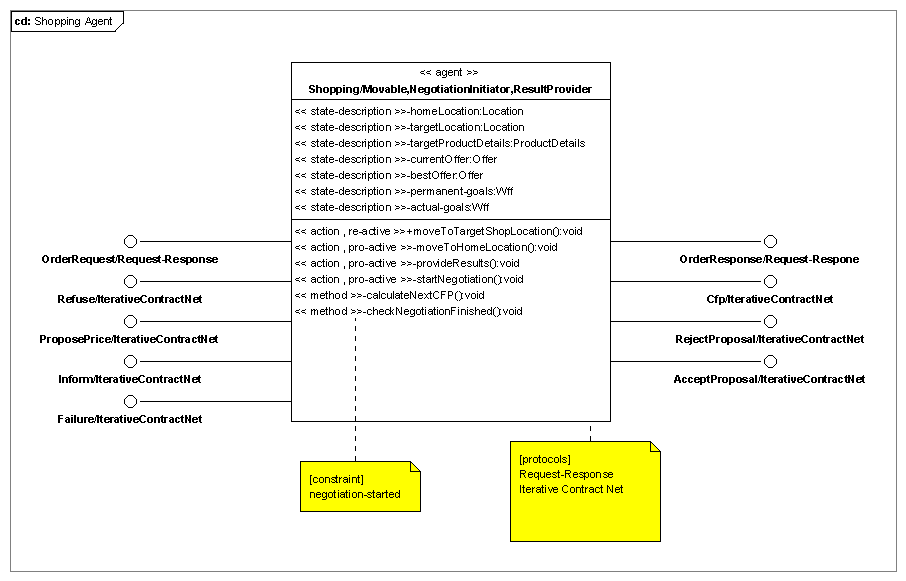 cd: Shopping Agent
<< agent >>
Shopping/Movable,NegotiationInitiator,ResultProvider
<< state-description >>-homeLocation:Location
<< state-description >>-targetLocation:Location
<< state-description >>-targetProductDetails:ProductDetails
<< state-description >>-currentOffer:Offer
<< state-description >>-bestOffer:Offer
<< state-description >>-permanent-goals:Wff
<< state-description >>-actual-goals:Wff
<< action , re-active >>+moveToTargetShopLocation():void
<< action , pro-active >>-moveToHomeLocation():void
<< action , pro-active >>-provideResults():void
<< action , pro-active >>-startNegotiation():void
<< method >>-calculateNextCFP():void
<< method >>-checkNegotiationFinished():void
OrderRequest/Request-Response
Refuse/IterativeContractNet
ProposePrice/IterativeContractNet
Inform/IterativeContractNet
Failure/IterativeContractNet
OrderResponse/Request-Respone
Cfp/IterativeContractNet
RejectProposal/IterativeContractNet
AcceptProposal/IterativeContractNet
[constraint]
negotiation-started
[protocols]
Request-Response
Iterative Contract Net